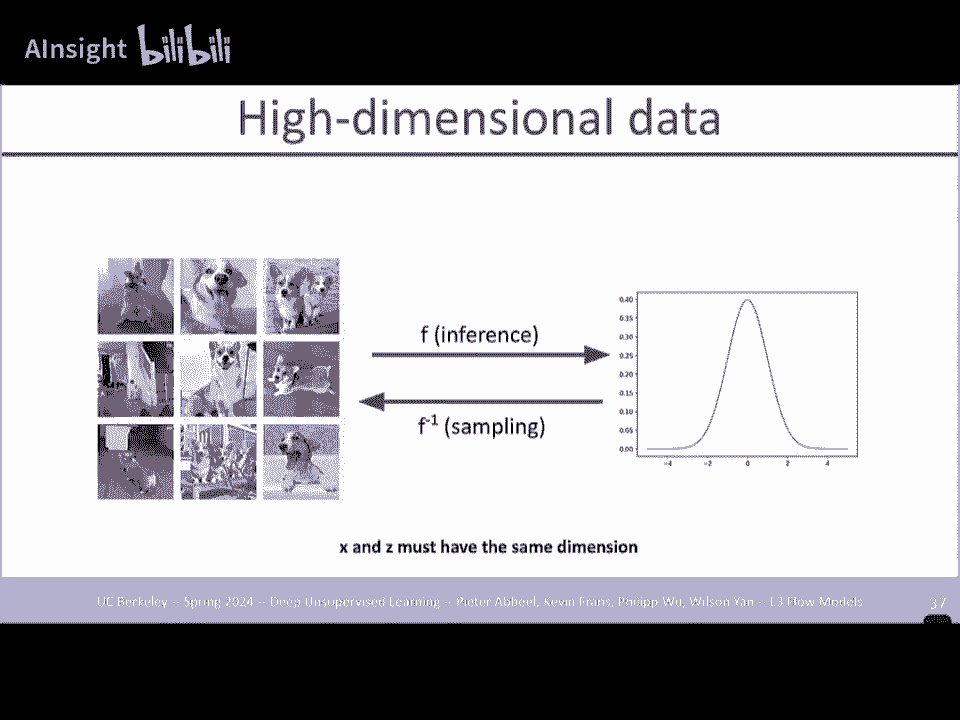 AInsight bilibili
High-dimensional data
f (inference)
f⁻¹ (sampling)
0.40
0.35
0.30
0.25
0.20
0.15
0.10
0.05
0.00
−4 −2 0 2 4
x and z must have the same dimension
UC Berkeley -- Spring 2024 -- Deep Unsupervised Learning -- Pieter Abbeel, Kevin Frans, Philipp Wu, Wilson Yan -- L3 Flow Models 37